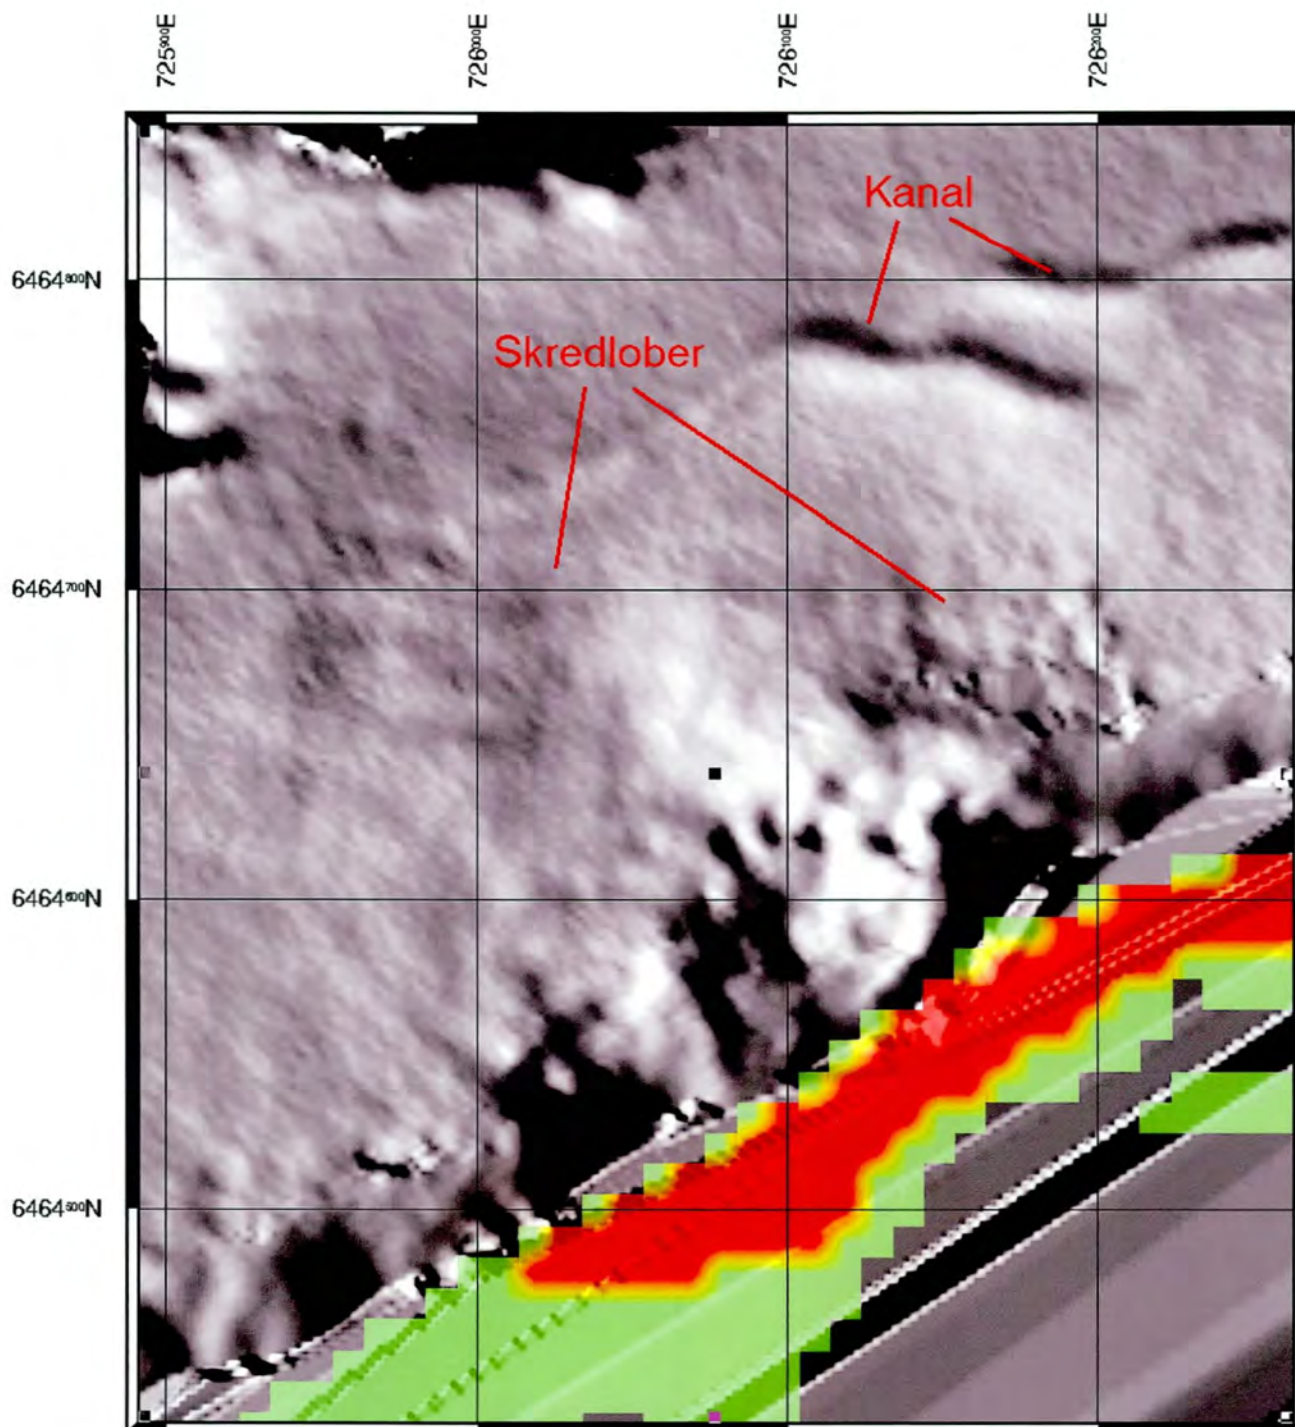 725⁹⁰⁰E
726⁰⁰⁰E
726¹⁰⁰E
726²⁰⁰E
Kanal
6464⁸⁰⁰N
Skredlober
6464⁷⁰⁰N
6464⁶⁰⁰N
6464⁵⁰⁰N